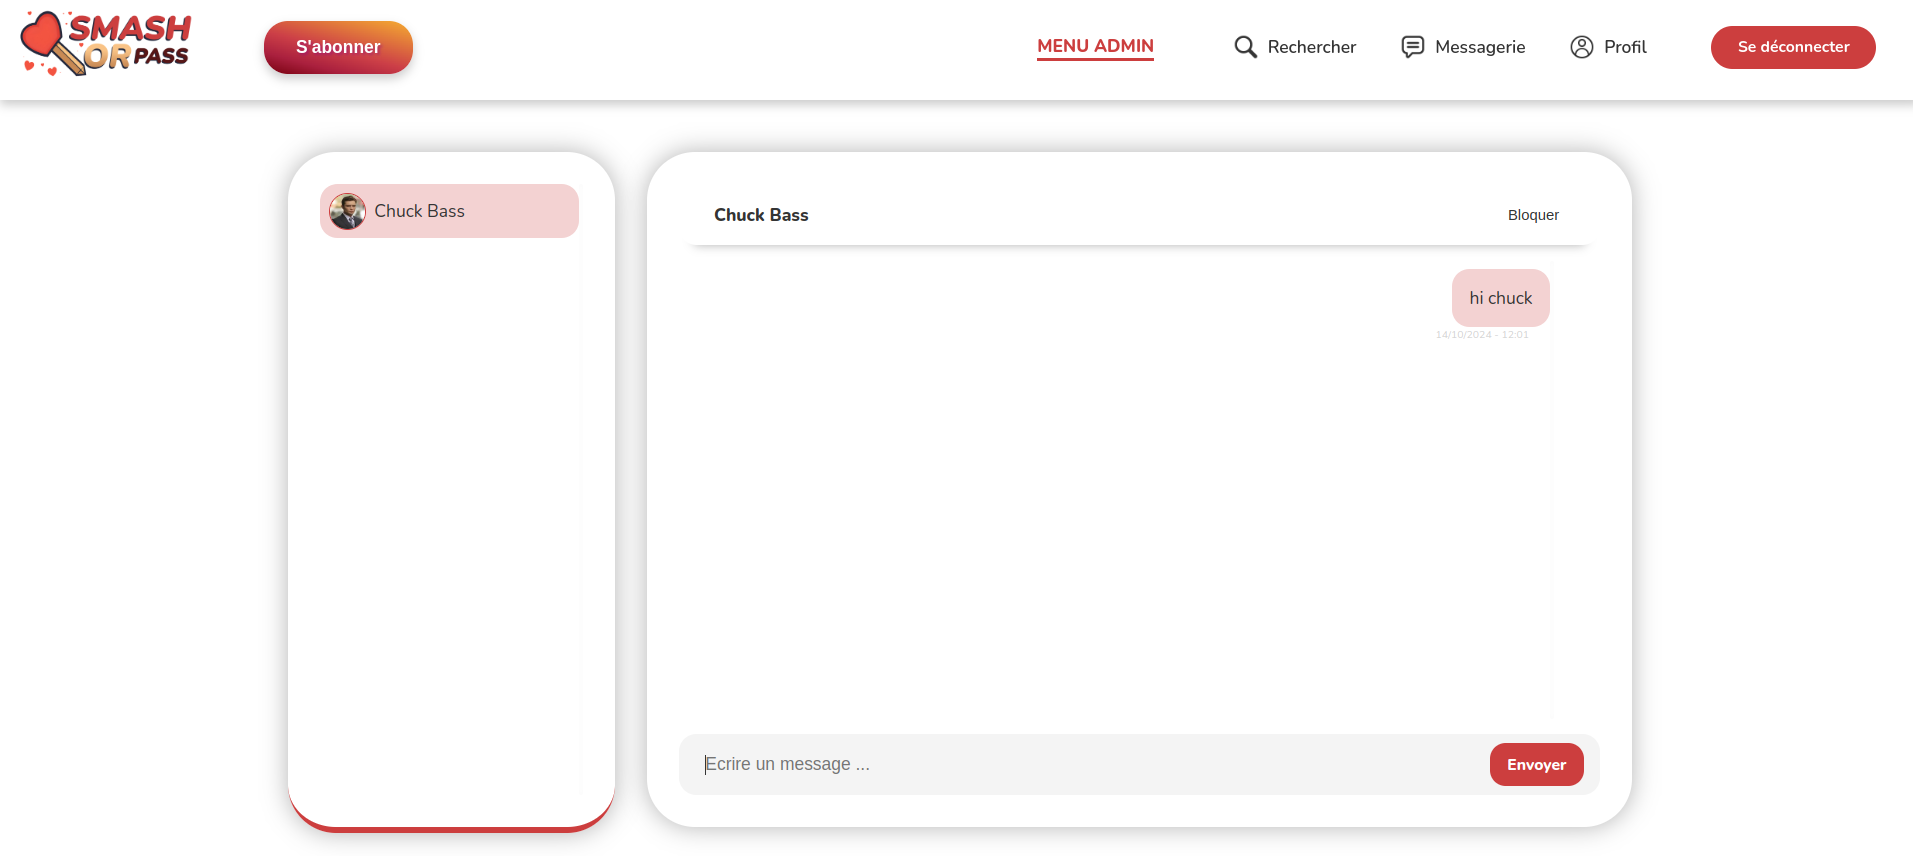 SMASH
OR PASS
S'abonner
MENU ADMIN
Rechercher
Messagerie
Profil
Se déconnecter
Chuck Bass
Chuck Bass
Bloquer
hi chuck
14/10/2024 - 12:01
Ecrire un message ...
Envoyer